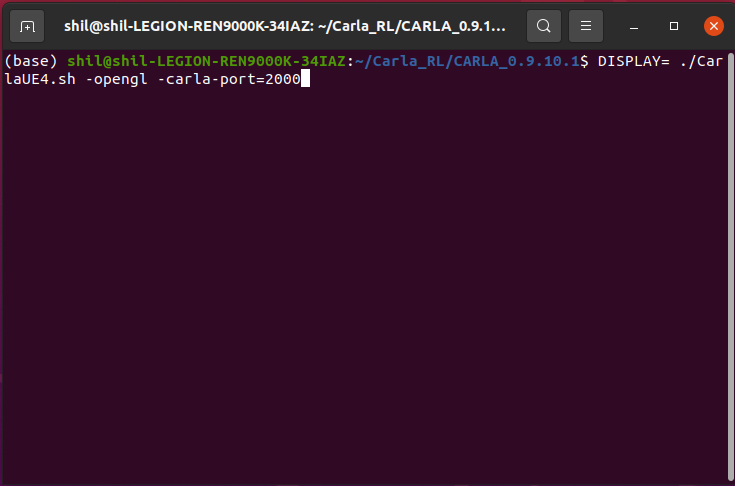 shil@shil-LEGION-REN9000K-34IAZ: ~/Carla_RL/CARLA_0.9.1...
(base) shil@shil-LEGION-REN9000K-34IAZ:~/Carla_RL/CARLA_0.9.10.1$ DISPLAY= ./Car
laUE4.sh -opengl -carla-port=2000